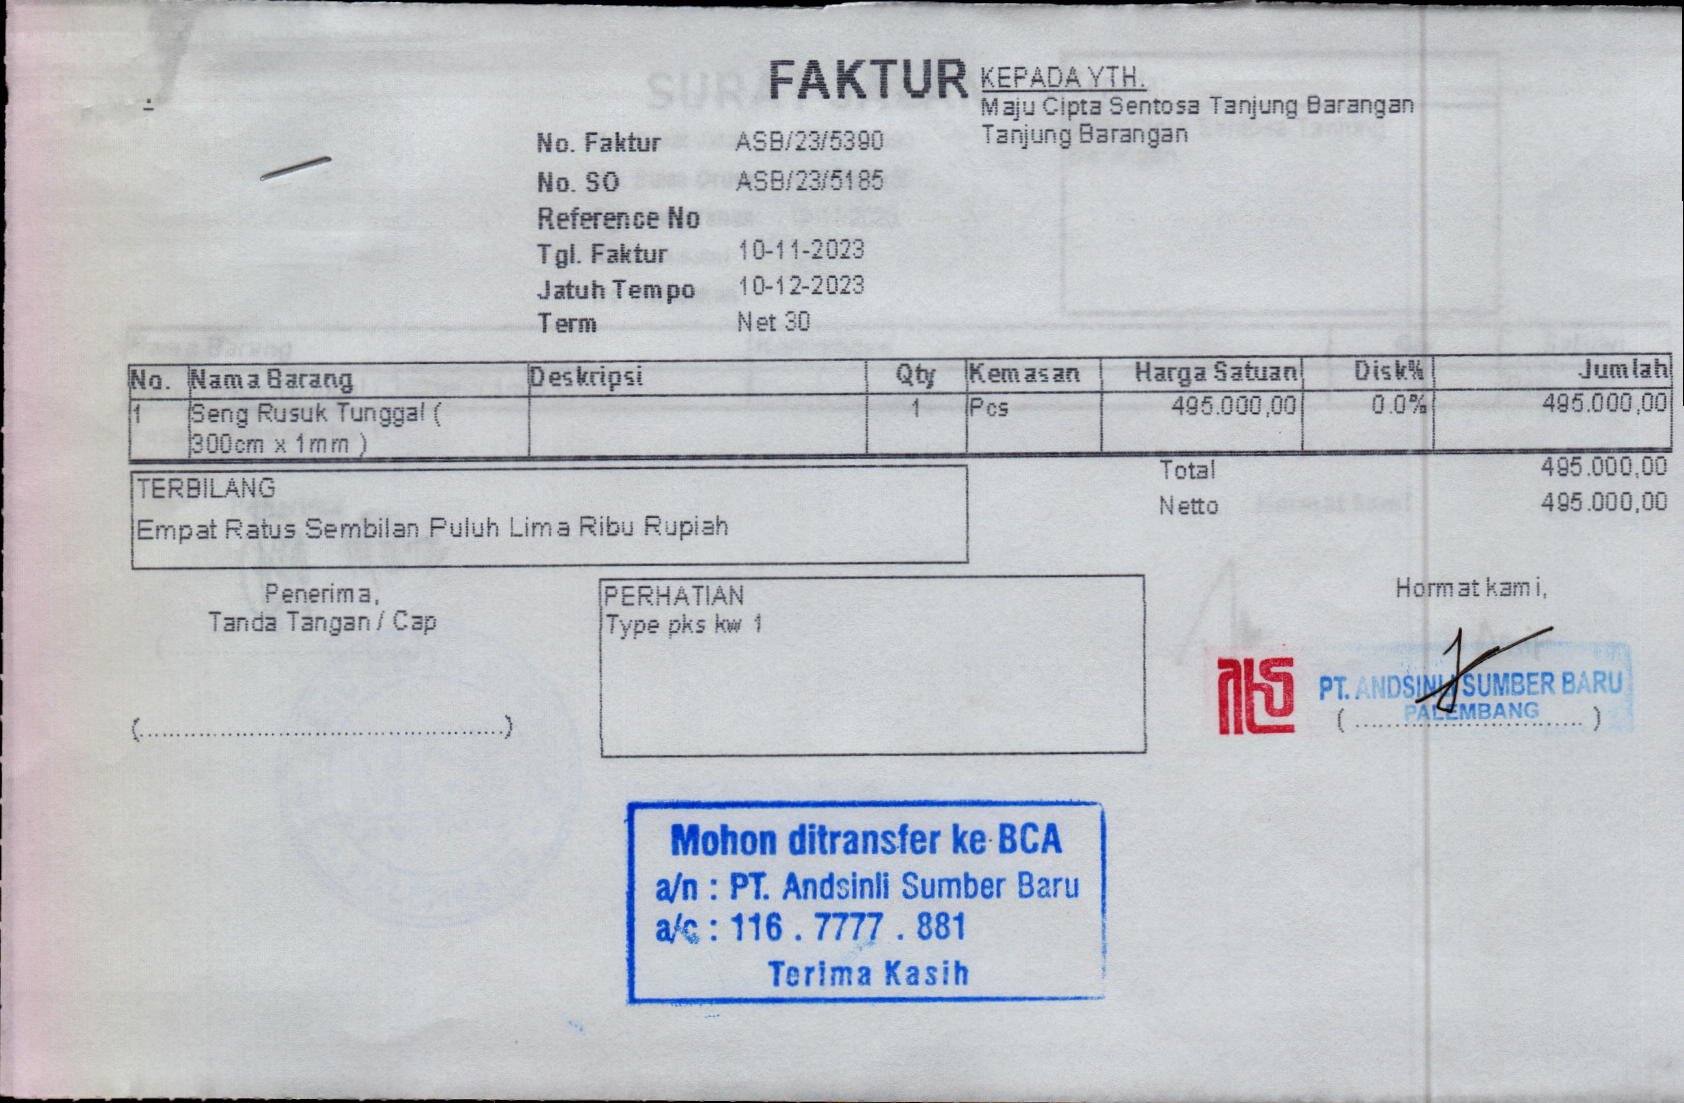 FAKTUR
KEPADA YTH.
Maju Cipta Sentosa Tanjung Barangan
Tanjung Barangan
No. Faktur ASB/23/5390
No. SO ASB/23/5185
Reference No
Tgl. Faktur 10-11-2023
Jatuh Tempo 10-12-2023
Term Net 30
No. Nama Barang Deskripsi Qty Kemasan Harga Satuan Disk% Jumlah
1 Seng Rusuk Tunggal ( 1 Pcs 495.000,00 0.0% 495.000,00
300cm x 1mm )
Total 495.000,00
Netto 495.000,00
TERBILANG
Empat Ratus Sembilan Puluh Lima Ribu Rupiah
Penerima,
Tanda Tangan / Cap
(....................................................)
PERHATIAN
Type pks kw 1
Hormat kami,
PT. ANDSINLI SUMBER BARU
PALEMBANG
(....................................)
Mohon ditransfer ke BCA
a/n : PT. Andsinli Sumber Baru
a/c : 116 . 7777 . 881
Terima Kasih